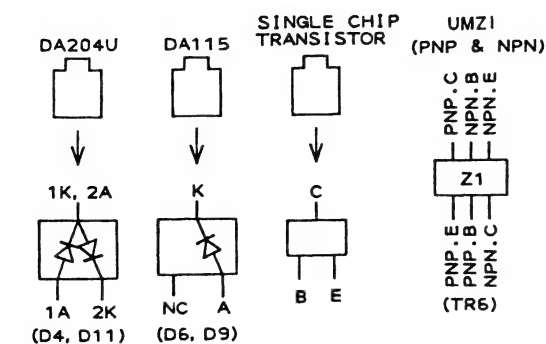 DA204U
1K, 2A
1A 2K
(D4, D11)
DA115
K
NC A
(D6, D9)
SINGLE CHIP
TRANSISTOR
C
B E
UMZ1
(PNP & NPN)
PNP.C
NPN.B
NPN.E
Z1
PNP.E
PNP.B
NPN.C
(TR6)